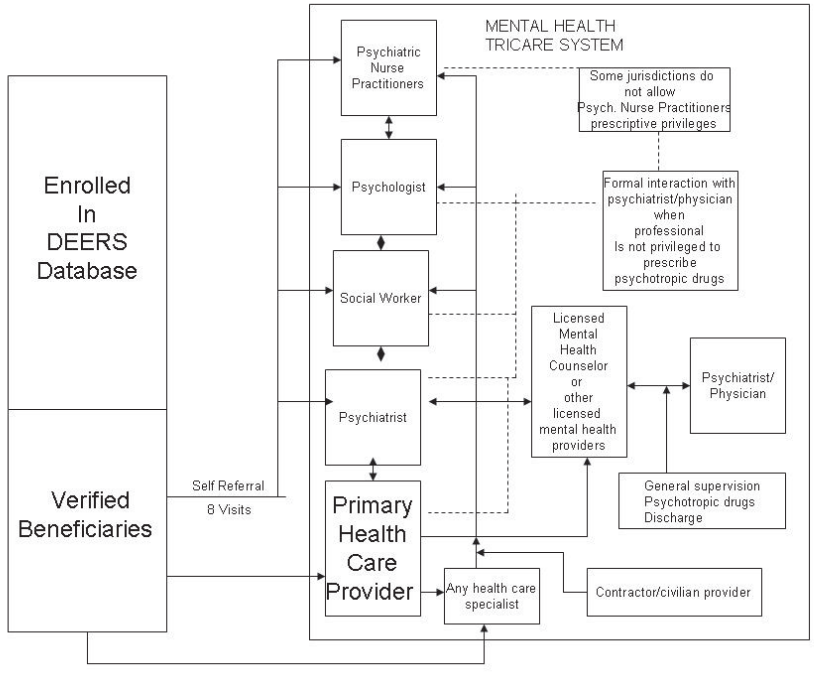 MENTAL HEALTH
TRICARE SYSTEM
Enrolled
In
DEERS
Database
Verified
Beneficiaries
Self Referral
8 Visits
Psychiatric
Nurse
Practitioners
Psychologist
Social Worker
Psychiatrist
Primary
Health
Care
Provider
Some jurisdictions do
not allow
Psych. Nurse Practitioners
prescriptive privileges
Formal interaction with
psychiatrist/physician
when
professional
Is not privileged to
prescribe
psychotropic drugs
Licensed
Mental
Health
Counselor
or
other
licensed
mental health
providers
Psychiatrist/
Physician
General supervision
Psychotropic drugs
Discharge
Any health care
specialist
Contractor/civilian provider